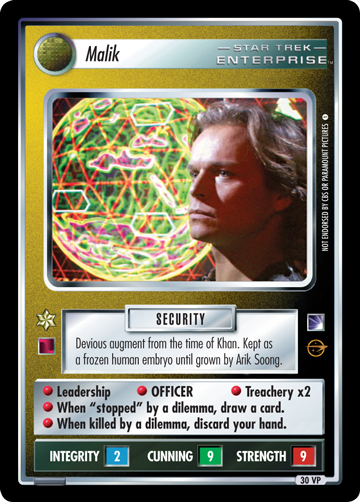 Malik
STAR TREK
ENTERPRISE™
NOT ENDORSED BY CBS OR PARAMOUNT PICTURES
SECURITY
Devious augment from the time of Khan. Kept as
a frozen human embryo until grown by Arik Soong.
Leadership OFFICER Treachery x2
When “stopped” by a dilemma, draw a card.
When killed by a dilemma, discard your hand.
INTEGRITY 2 CUNNING 9 STRENGTH 9
30 VP